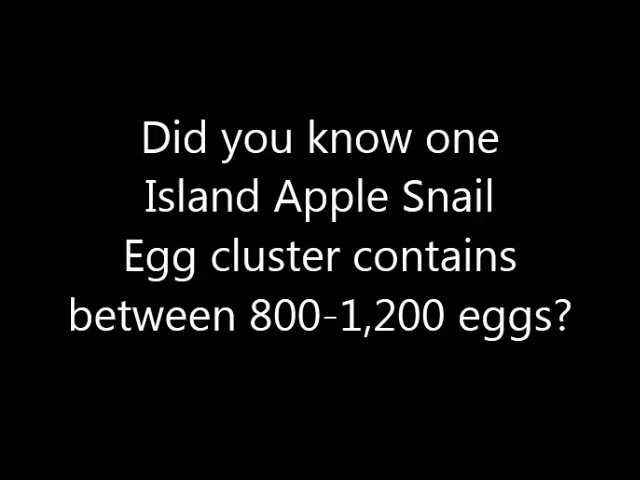 Did you know one
Island Apple Snail
Egg cluster contains
between 800-1,200 eggs?